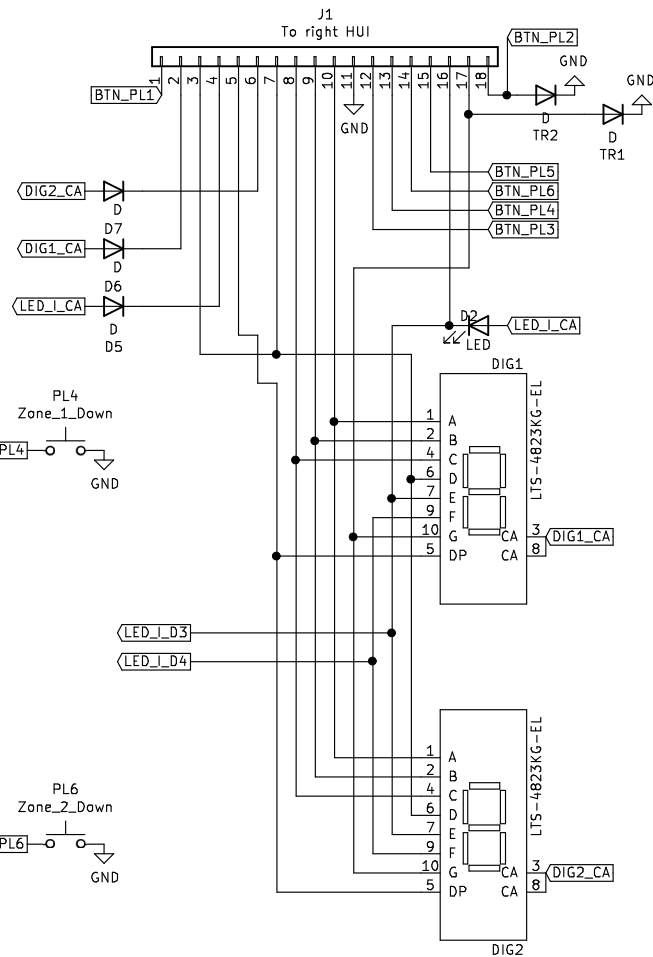 J1
To right HUI
BTN_PL2
1 2 3 4 5 6 7 8 9 10 11 12 13 14 15 16 17 18
BTN_PL1
GND
GND
GND
D
TR2
D
TR1
BTN_PL5
BTN_PL6
BTN_PL4
BTN_PL3
DIG2_CA
D
D7
DIG1_CA
D
D6
LED_I_CA
D
D5
D2
LED
LED_I_CA
DIG1
LTS-4823KG-EL
1 A
2 B
4 C
6 D
7 E
9 F
10 G
5 DP
CA 3
CA 8
DIG1_CA
PL4
Zone_1_Down
PL4
GND
LED_I_D3
LED_I_D4
LTS-4823KG-EL
1 A
2 B
4 C
6 D
7 E
9 F
10 G
5 DP
CA 3
CA 8
DIG2_CA
DIG2
PL6
Zone_2_Down
PL6
GND